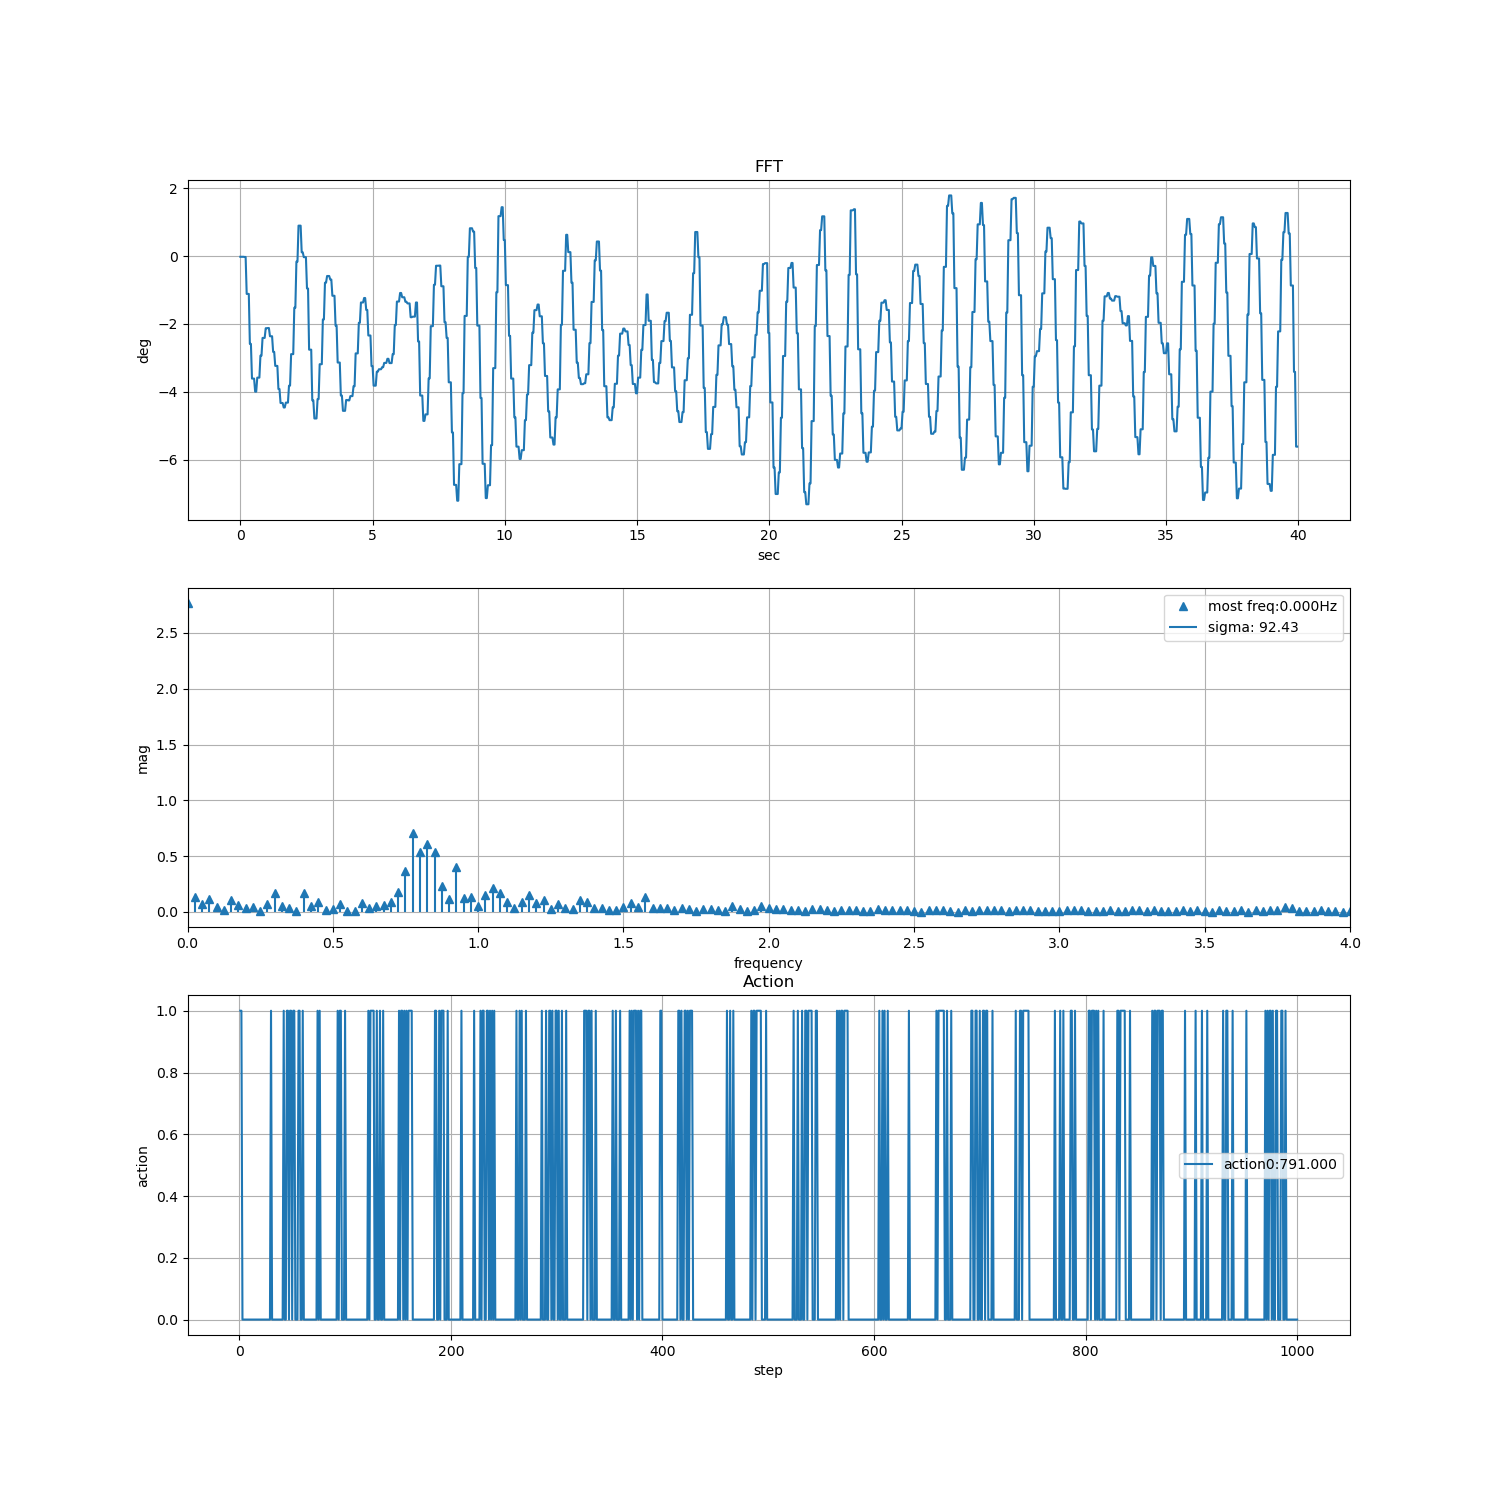 FFT
2
0
−2
−4
−6
deg
0 5 10 15 20 25 30 35 40
sec
most freq:0.000Hz
sigma: 92.43
2.5
2.0
1.5
1.0
0.5
0.0
mag
0.0 0.5 1.0 1.5 2.0 2.5 3.0 3.5 4.0
frequency
Action
1.0
0.8
0.6
0.4
0.2
0.0
action
action0:791.000
0 200 400 600 800 1000
step